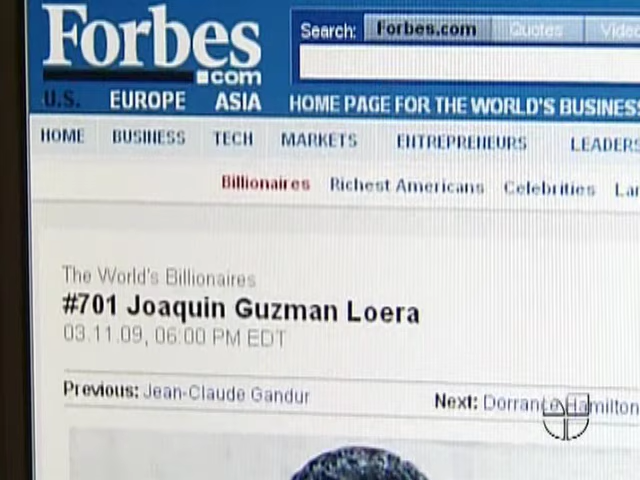 Forbes
.com
Search: Forbes.com Quotes Video
U.S. EUROPE ASIA HOME PAGE FOR THE WORLD'S BUSINESS
HOME BUSINESS TECH MARKETS ENTREPRENEURS LEADERS
Billionaires Richest Americans Celebrities
The World's Billionaires
#701 Joaquin Guzman Loera
03.11.09, 06:00 PM EDT
Previous: Jean-Claude Gandur Next: Dorrance Hamilton